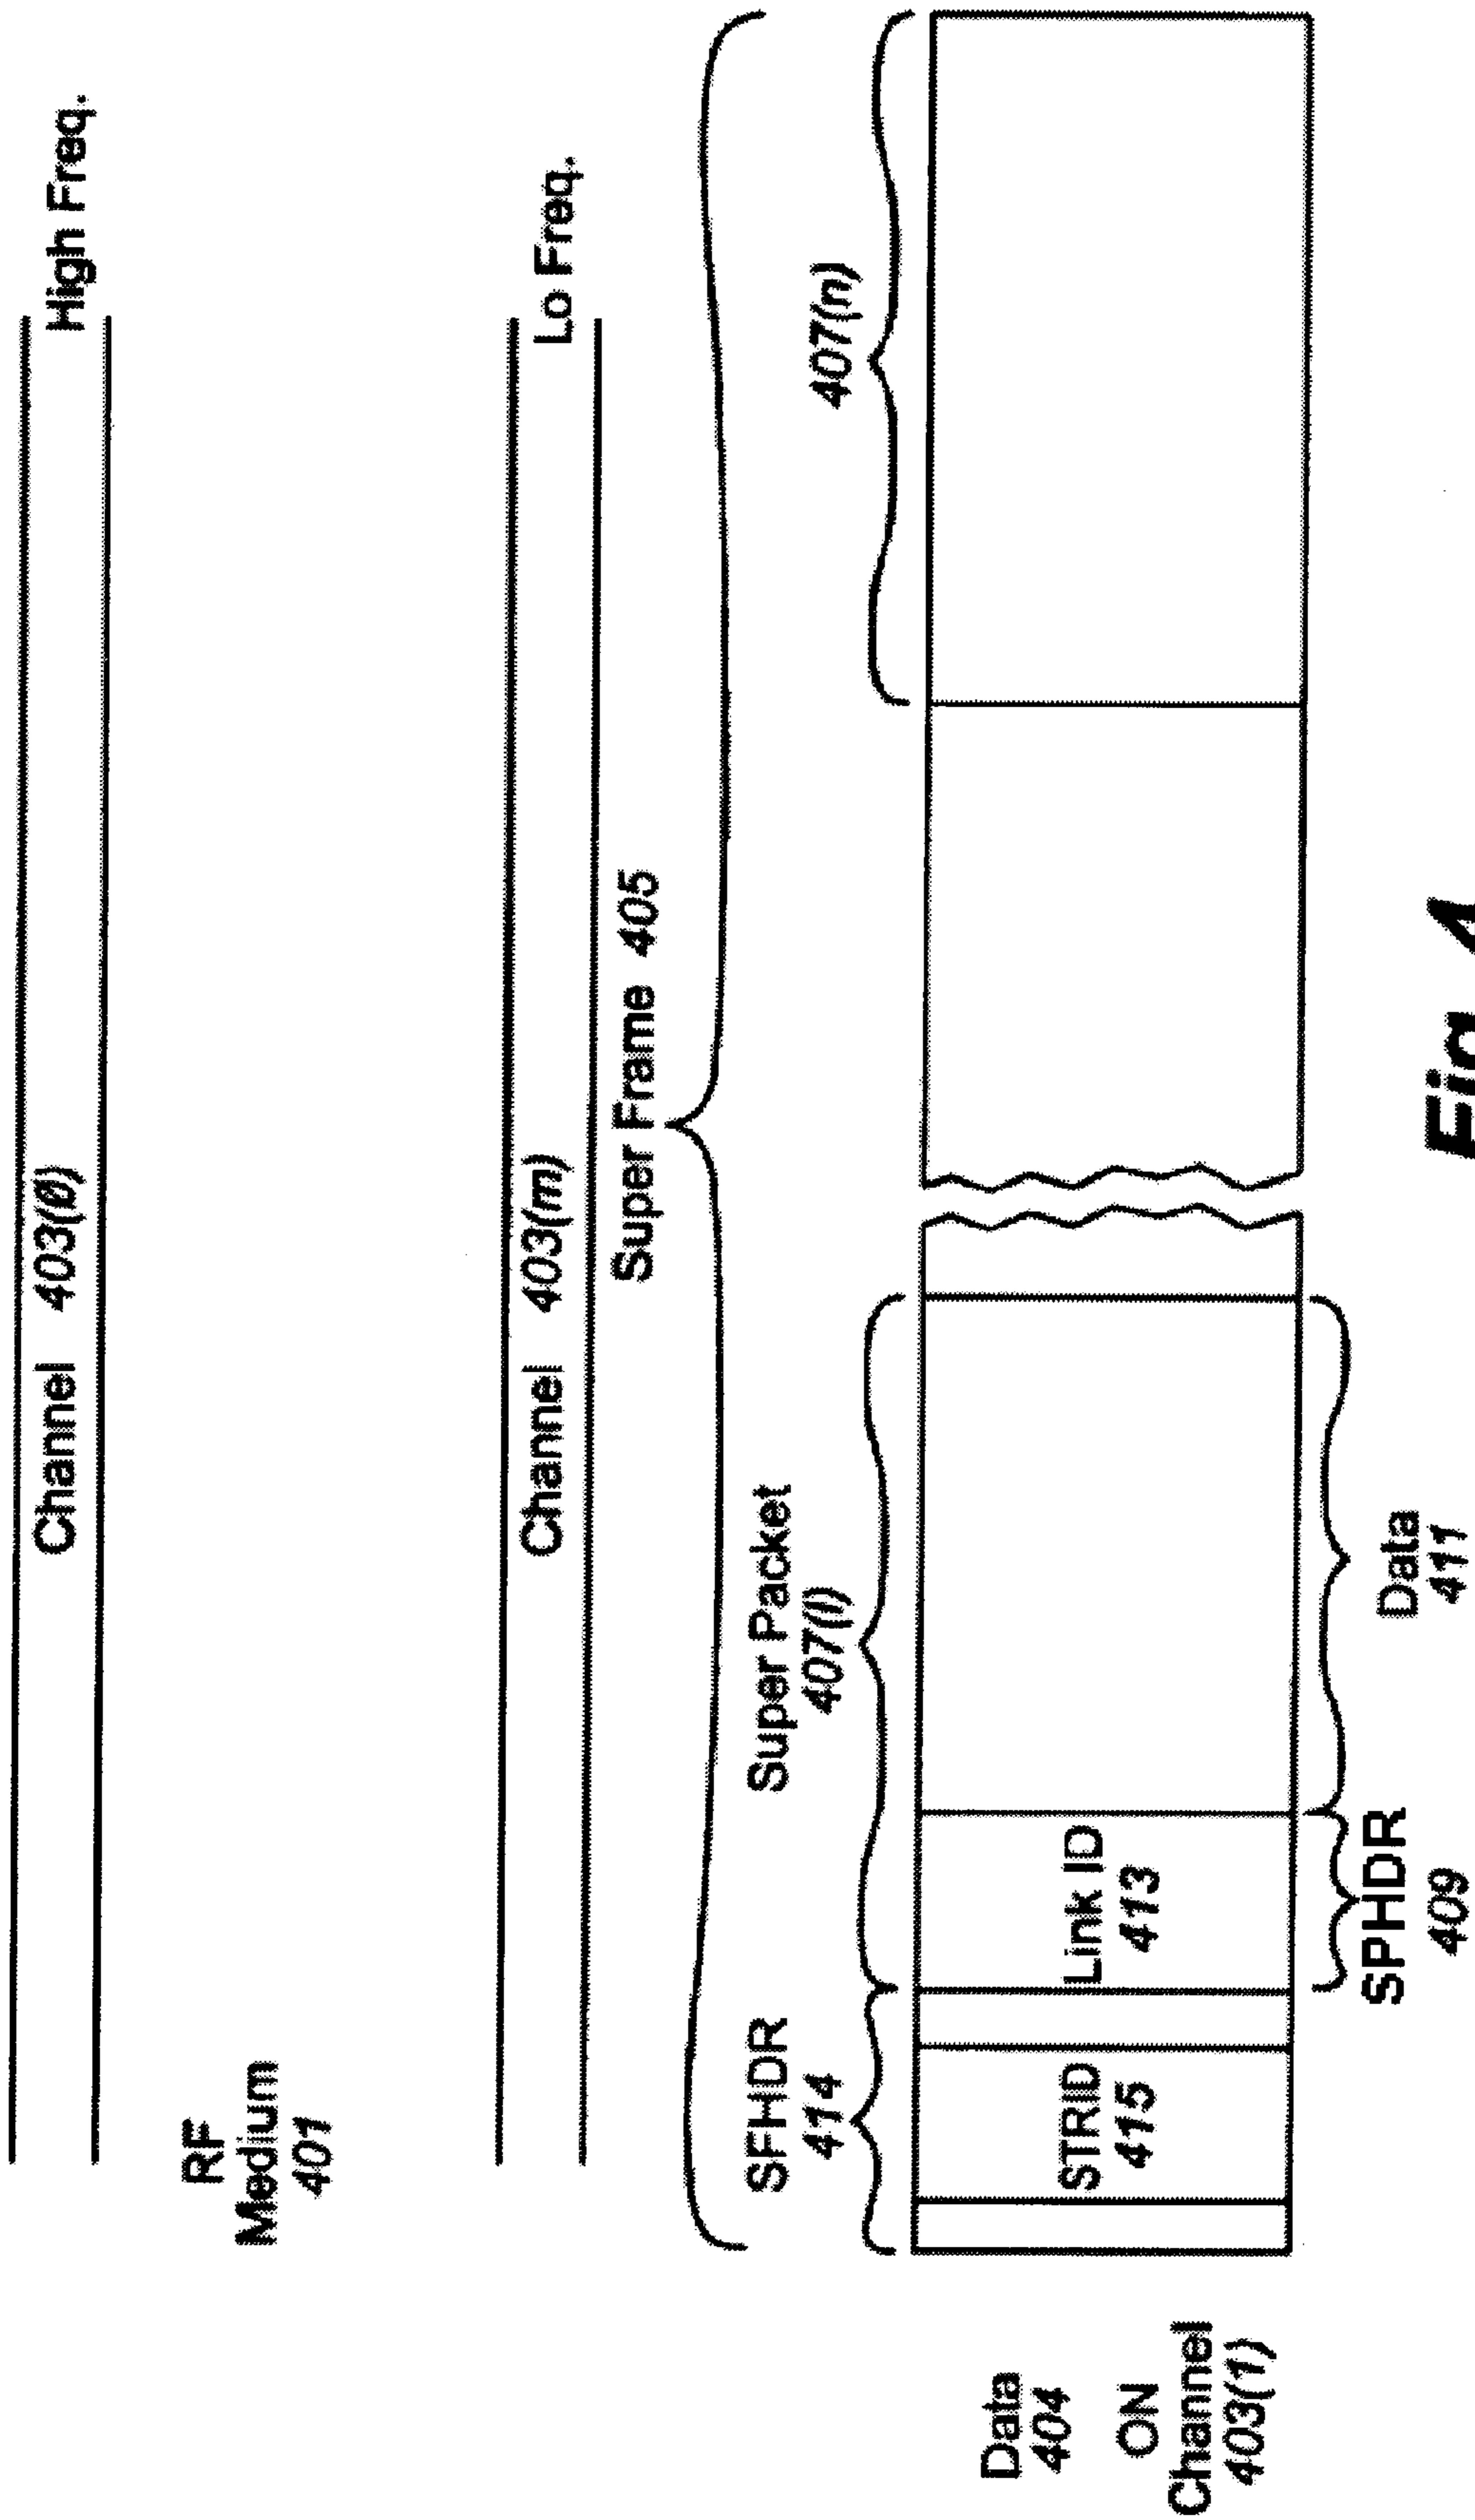 Channel 403(Ø)
High Freq.
RF
Medium
401
Channel 403(m)
Lo Freq.
Super Frame 405
SFHDR
414
Super Packet
407(l)
407(n)
Data
404
ON
Channel
403(1)
STRID
415
Link ID
413
SPHDR
409
Data
411
Fig. 4